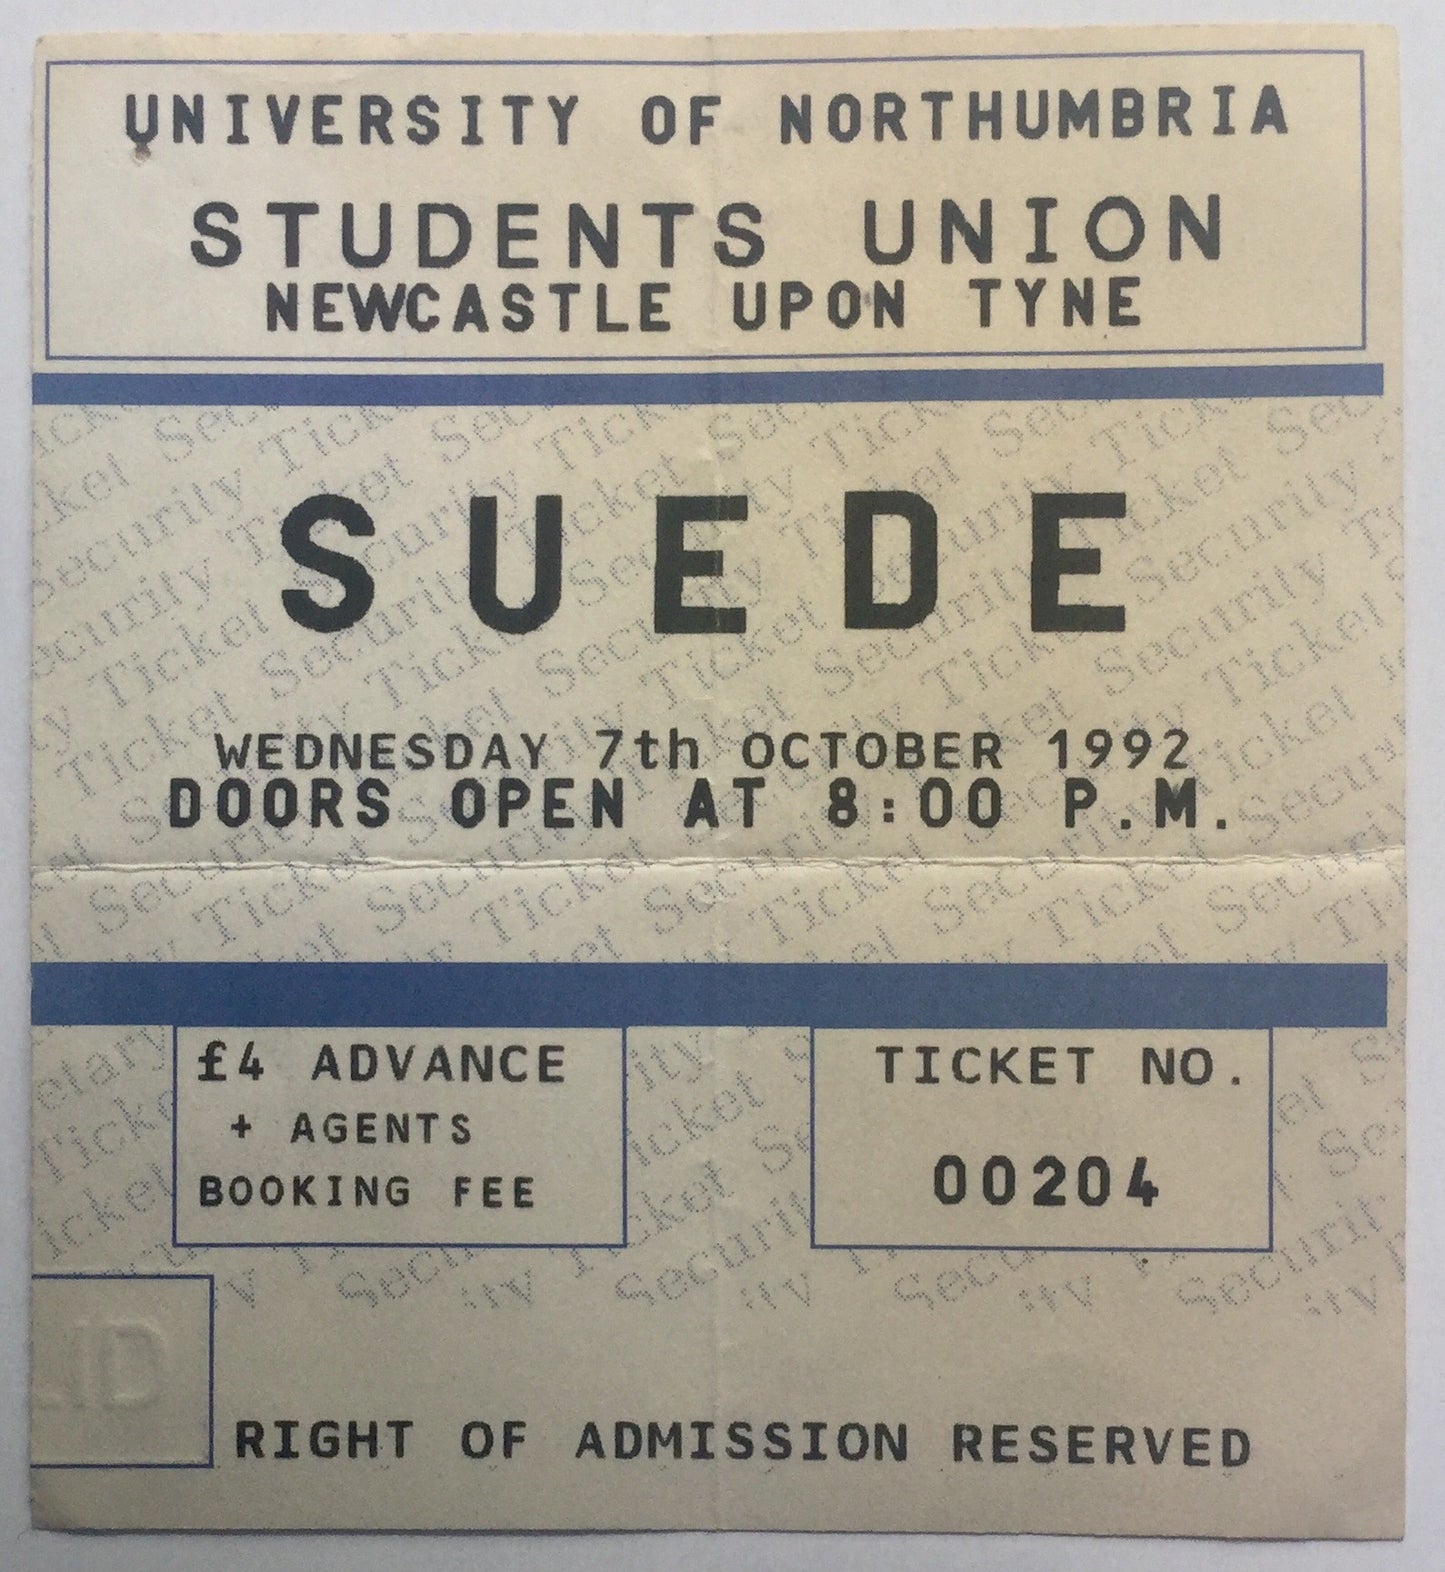 UNIVERSITY OF NORTHUMBRIA
STUDENTS UNION
NEWCASTLE UPON TYNE
SUEDE
WEDNESDAY 7th OCTOBER 1992
DOORS OPEN AT 8:00 P.M.
£4 ADVANCE
+ AGENTS
BOOKING FEE
TICKET NO.
00204
RIGHT OF ADMISSION RESERVED